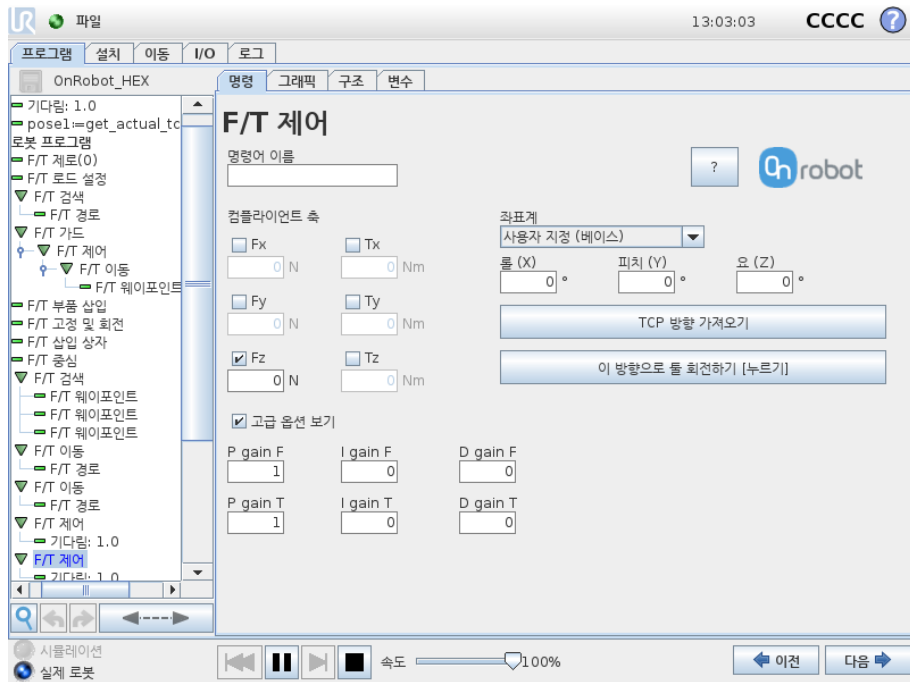 UR 파일 13:03:03 CCCC ?
프로그램 설치 이동 I/O 로그
OnRobot_HEX
명령 그래픽 구조 변수
기다림: 1.0
pose1≔get_actual_tc
로봇 프로그램
F/T 제로(0)
F/T 로드 설정
F/T 검색
F/T 경로
F/T 가드
F/T 제어
F/T 이동
F/T 웨이포인트
F/T 부품 삽입
F/T 고정 및 회전
F/T 삽입 상자
F/T 중심
F/T 검색
F/T 웨이포인트
F/T 웨이포인트
F/T 웨이포인트
F/T 이동
F/T 경로
F/T 이동
F/T 경로
F/T 제어
기다림: 1.0
F/T 제어
기다림: 1.0
F/T 제어
명령어 이름
?
On robot
컴플라이언트 축
Fx Tx
0 N 0 Nm
Fy Ty
0 N 0 Nm
Fz Tz
0 N 0 Nm
좌표계
사용자 지정 (베이스)
롤 (X) 피치 (Y) 요 (Z)
0 ° 0 ° 0 °
TCP 방향 가져오기
이 방향으로 툴 회전하기 [누르기]
고급 옵션 보기
P gain F I gain F D gain F
1 0 0
P gain T I gain T D gain T
1 0 0
시뮬레이션
실제 로봇
속도 100%
이전 다음